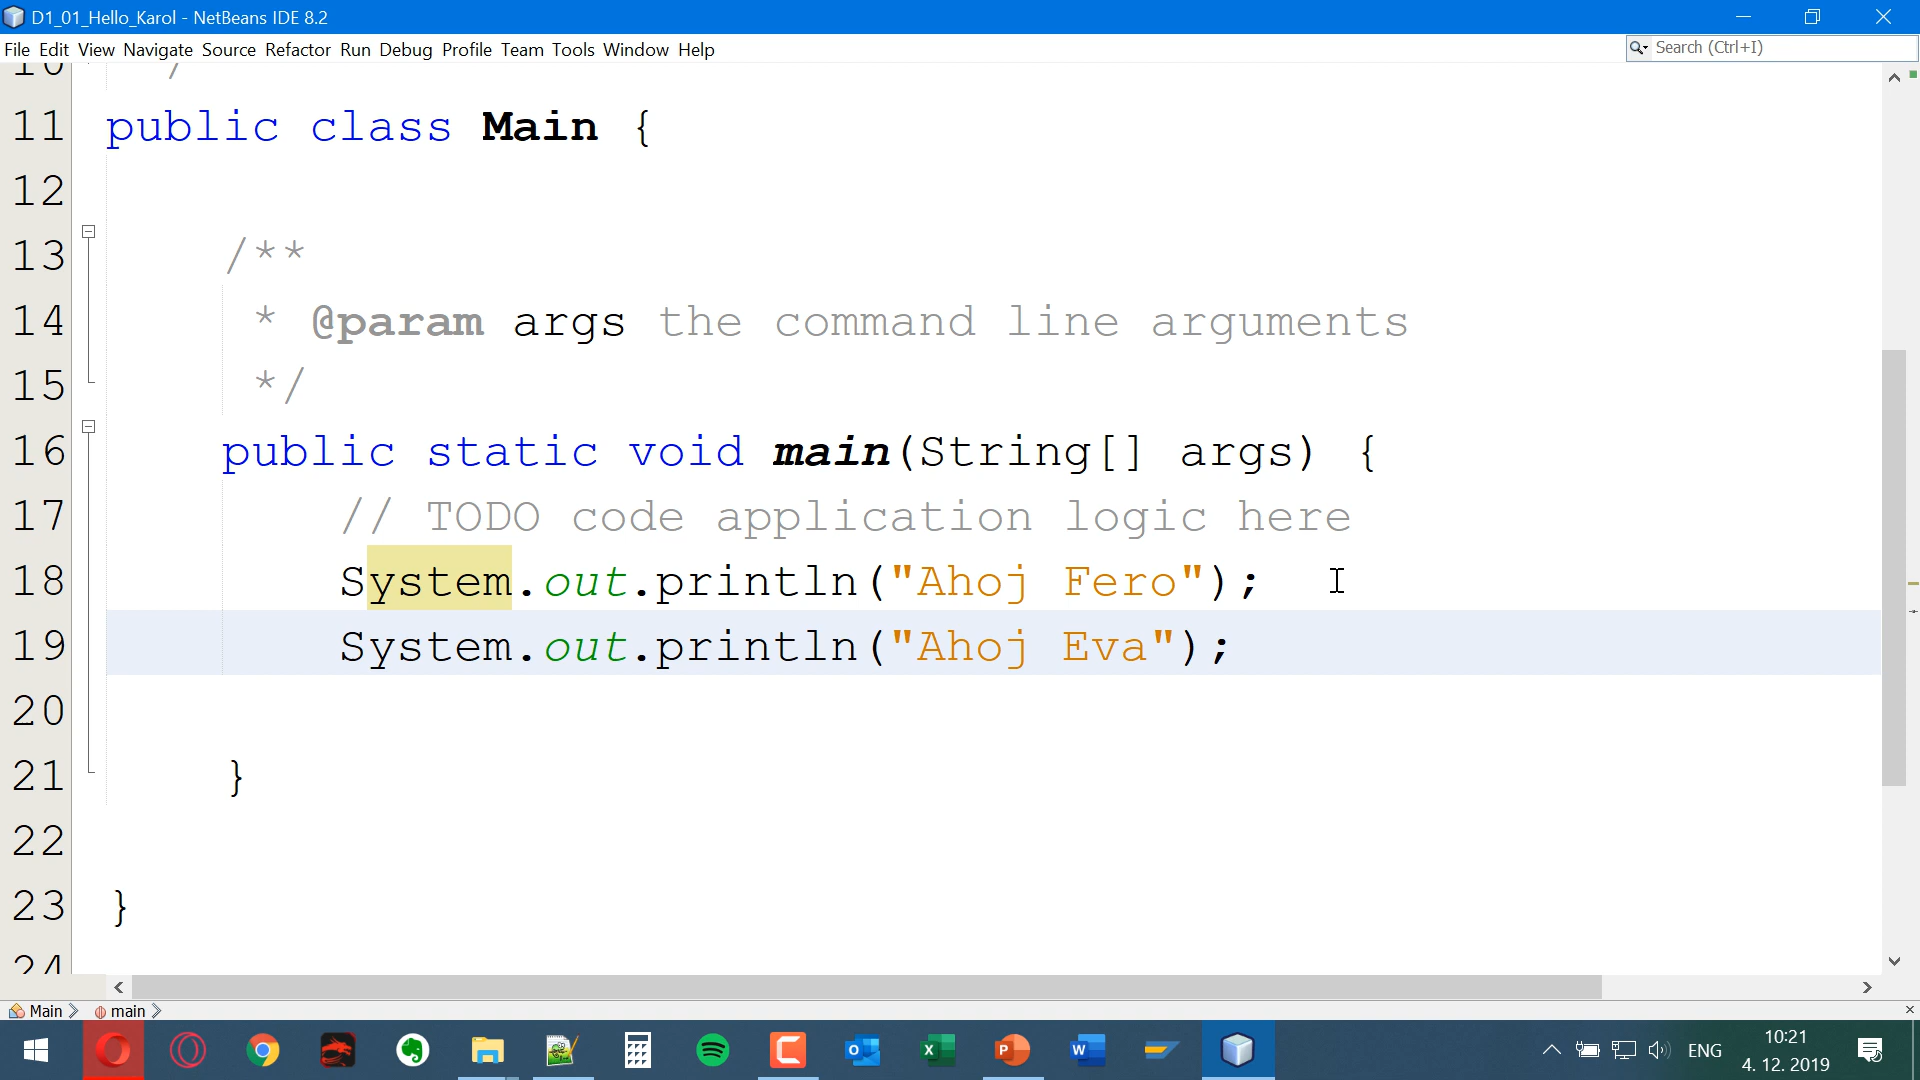 D1_01_Hello_Karol - NetBeans IDE 8.2
File Edit View Navigate Source Refactor Run Debug Profile Team Tools Window Help
Search (Ctrl+I)
10 */
11 public class Main {
12
13 /**
14 * @param args the command line arguments
15 */
16 public static void main(String[] args) {
17 // TODO code application logic here
18 System.out.println("Ahoj Fero");
19 System.out.println("Ahoj Eva");
20
21 }
22
23 }
24
Main main
ENG
10:21
4. 12. 2019